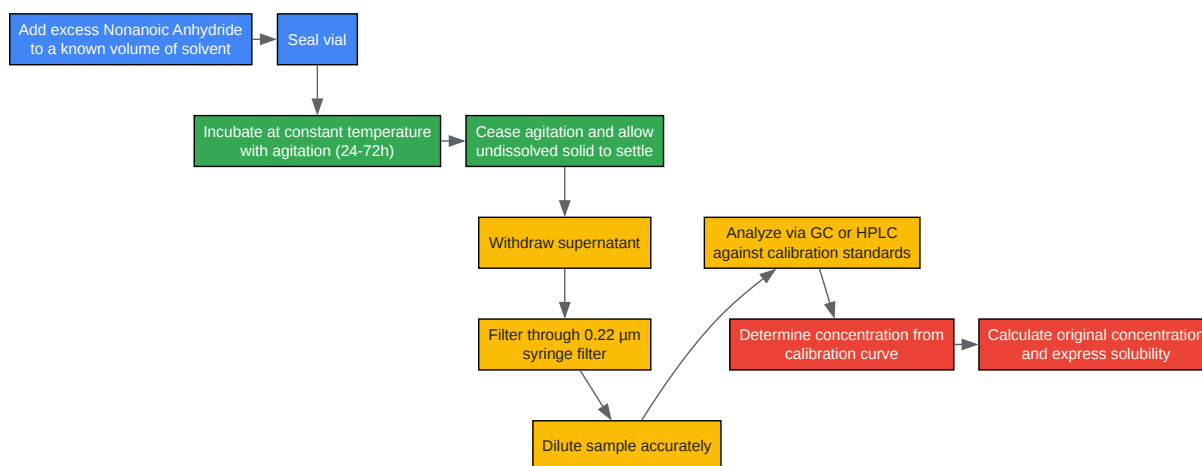 Add excess Nonanoic Anhydride
to a known volume of solvent
Seal vial
Incubate at constant temperature
with agitation (24-72h)
Cease agitation and allow
undissolved solid to settle
Withdraw supernatant
Filter through 0.22 µm
syringe filter
Dilute sample accurately
Analyze via GC or HPLC
against calibration standards
Determine concentration from
calibration curve
Calculate original concentration
and express solubility